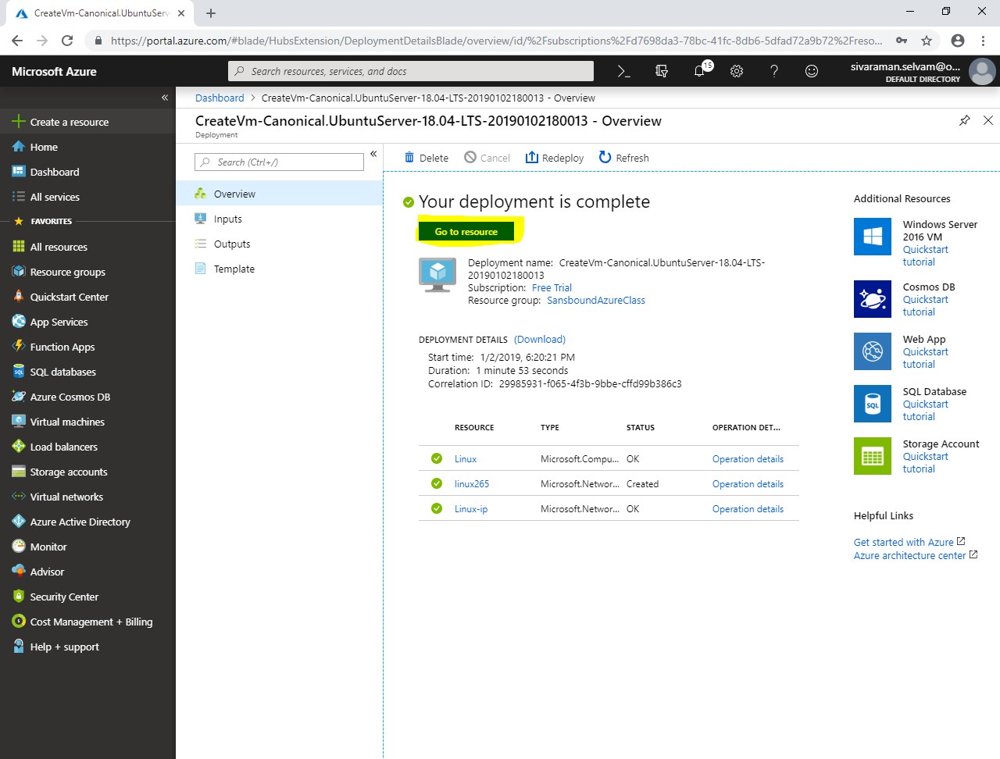 CreateVm-Canonical.UbuntuServ
https://portal.azure.com/#blade/HubsExtension/DeploymentDetailsBlade/overview/id/%2Fsubscriptions%2Fd7698da3-78bc-41fc-8db6-5dfad72a9b72%2Freso...
Microsoft Azure
Search resources, services, and docs
15
sivaraman.selvam@o...
DEFAULT DIRECTORY
Dashboard > CreateVm-Canonical.UbuntuServer-18.04-LTS-20190102180013 - Overview
CreateVm-Canonical.UbuntuServer-18.04-LTS-20190102180013 - Overview
Deployment
Create a resource
Home
Dashboard
All services
FAVORITES
All resources
Resource groups
Quickstart Center
App Services
Function Apps
SQL databases
Azure Cosmos DB
Virtual machines
Load balancers
Storage accounts
Virtual networks
Azure Active Directory
Monitor
Advisor
Security Center
Cost Management + Billing
Help + support
Search (Ctrl+/)
Overview
Inputs
Outputs
Template
Delete Cancel Redeploy Refresh
Your deployment is complete
Go to resource
Deployment name: CreateVm-Canonical.UbuntuServer-18.04-LTS-
20190102180013
Subscription: Free Trial
Resource group: SansboundAzureClass
DEPLOYMENT DETAILS (Download)
Start time: 1/2/2019, 6:20:21 PM
Duration: 1 minute 53 seconds
Correlation ID: 29985931-f065-4f3b-9bbe-cffd99b386c3
RESOURCE TYPE STATUS OPERATION DET...
Linux Microsoft.Compu... OK Operation details
linux265 Microsoft.Networ... Created Operation details
Linux-ip Microsoft.Networ... OK Operation details
Additional Resources
Windows Server
2016 VM
Quickstart
tutorial
Cosmos DB
Quickstart
tutorial
Web App
Quickstart
tutorial
SQL
SQL Database
Quickstart
tutorial
Storage Account
Quickstart
tutorial
Helpful Links
Get started with Azure
Azure architecture center